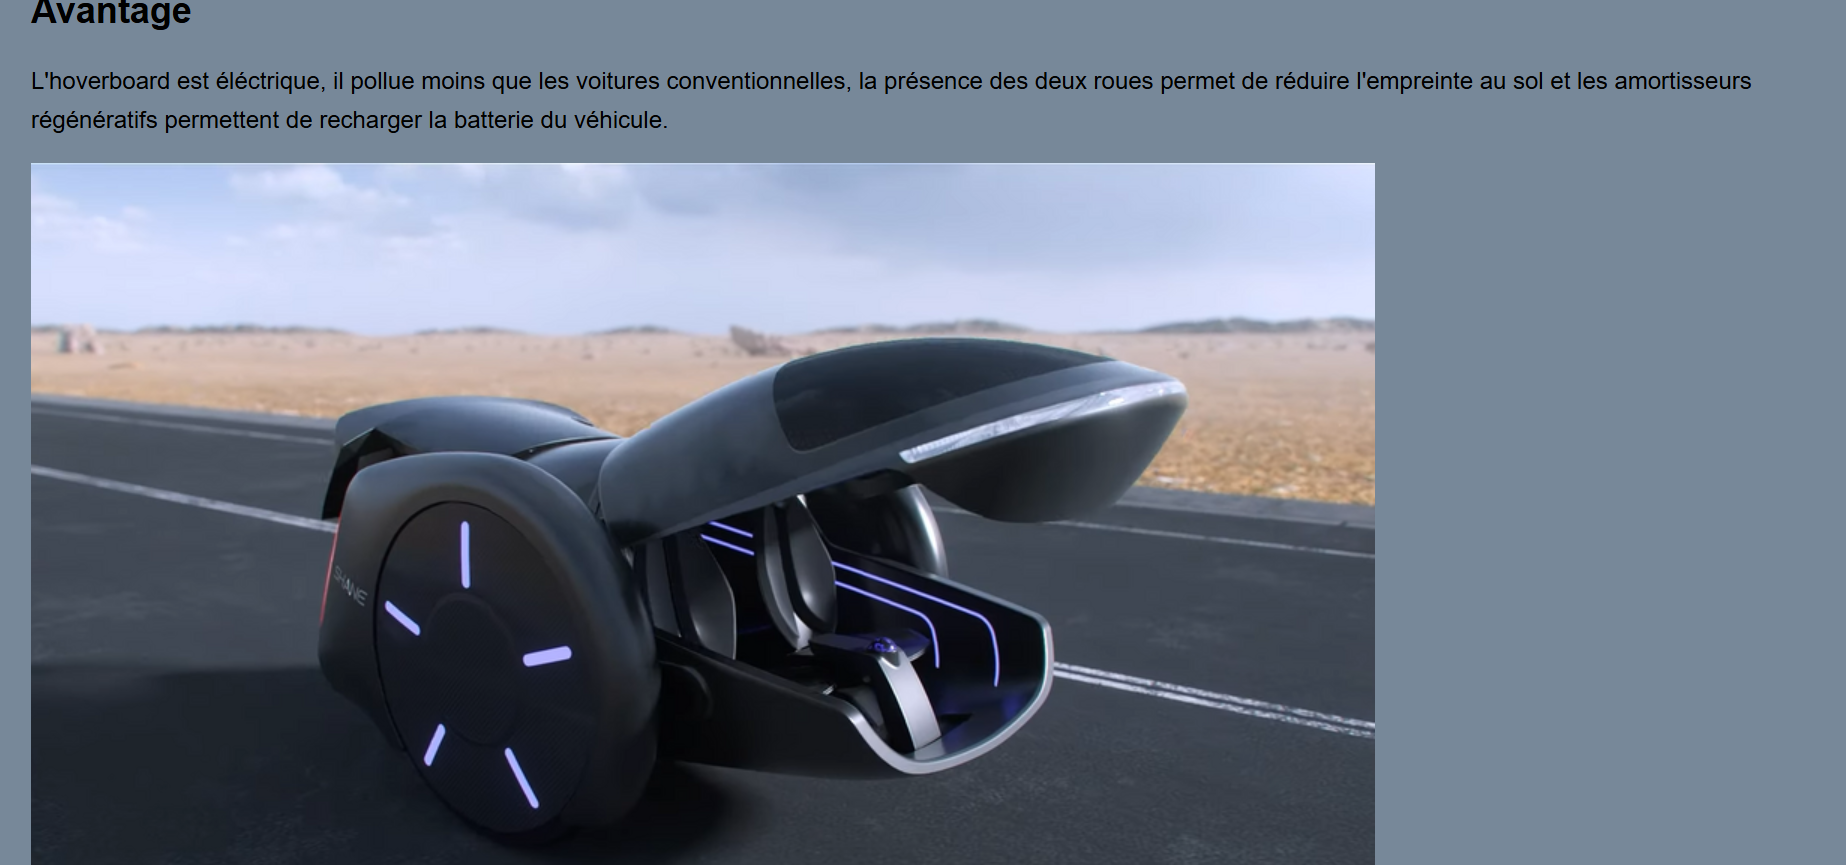 Avantage
L'hoverboard est éléctrique, il pollue moins que les voitures conventionnelles, la présence des deux roues permet de réduire l'empreinte au sol et les amortisseurs
régénératifs permettent de recharger la batterie du véhicule.
SHANE